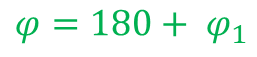 φ = 180 + φ₁